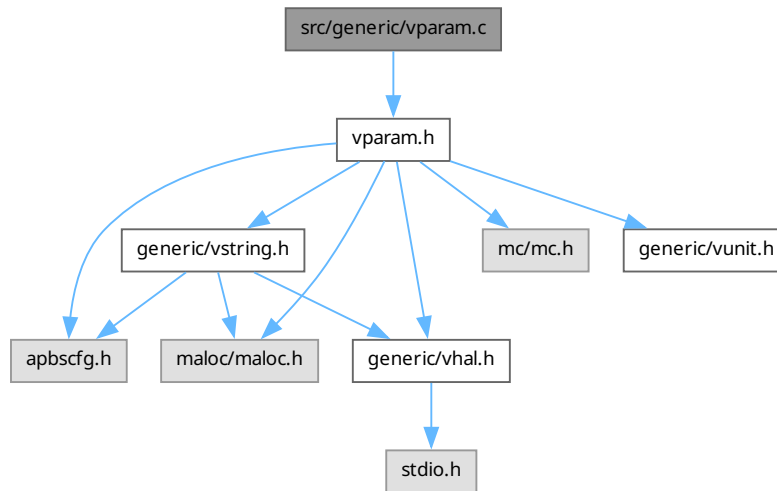 src/generic/vparam.c
vparam.h
generic/vstring.h
mc/mc.h
generic/vunit.h
apbscfg.h
maloc/maloc.h
generic/vhal.h
stdio.h